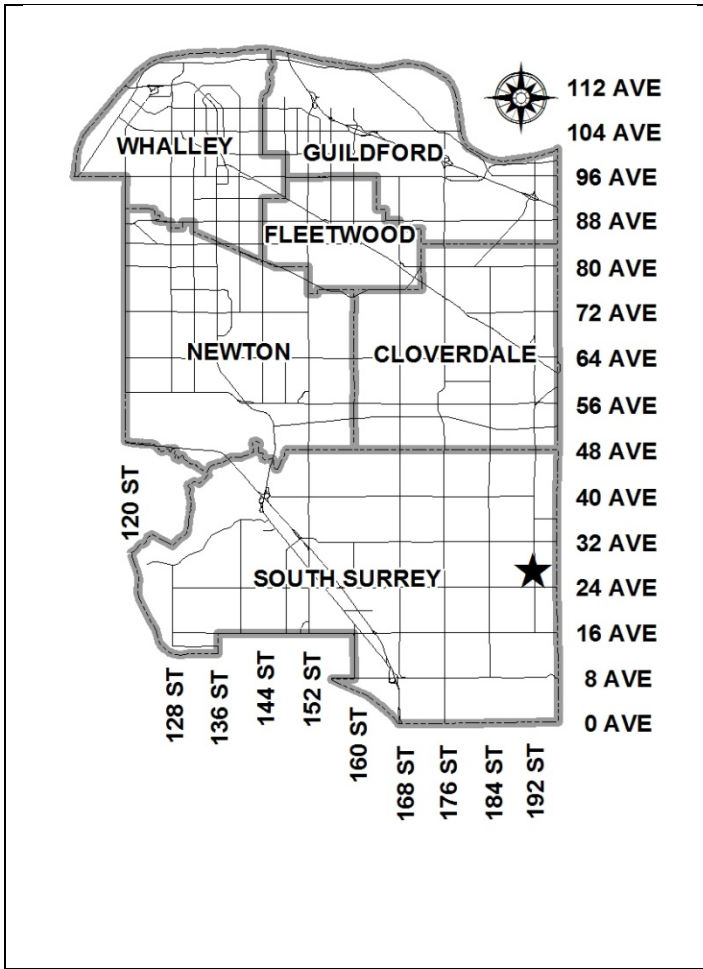 112 AVE
104 AVE
WHALLEY
GUILDFORD
96 AVE
88 AVE
FLEETWOOD
80 AVE
72 AVE
NEWTON
CLOVERDALE
64 AVE
56 AVE
48 AVE
120 ST
40 AVE
32 AVE
SOUTH SURREY
24 AVE
16 AVE
8 AVE
0 AVE
128 ST
136 ST
144 ST
152 ST
160 ST
168 ST
176 ST
184 ST
192 ST